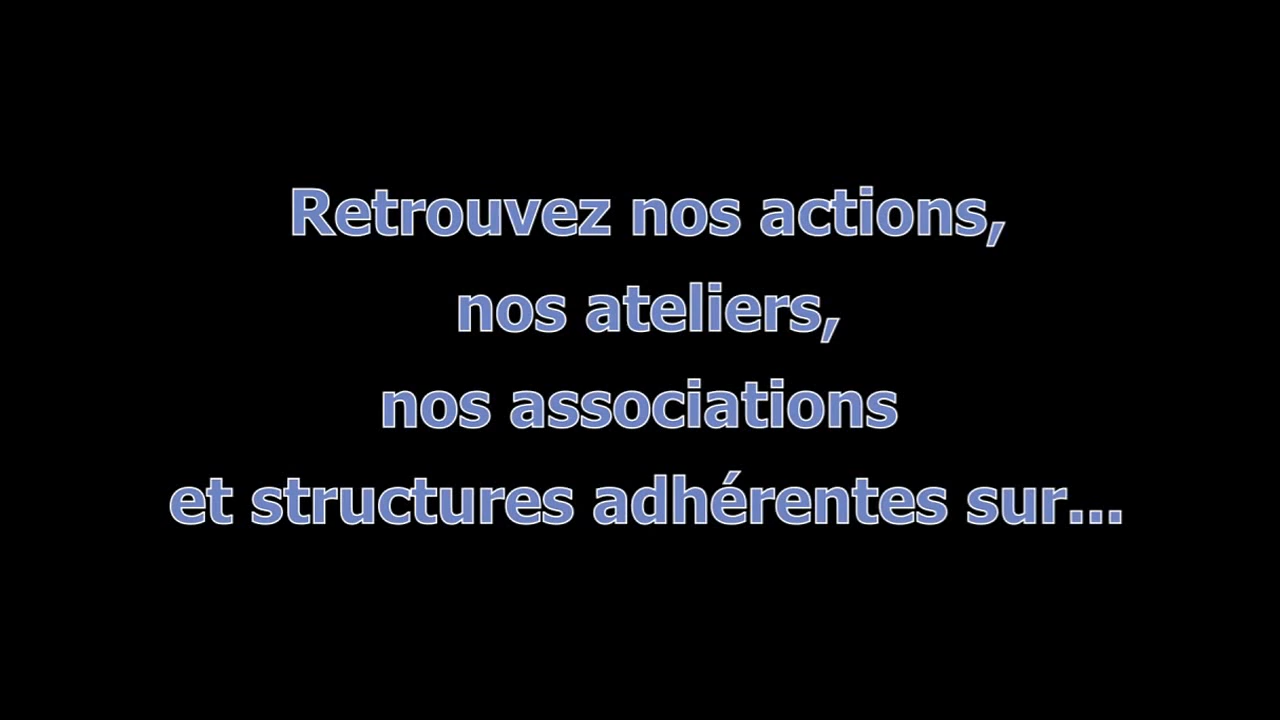 Retrouvez nos actions,
nos ateliers,
nos associations
et structures adhérentes sur...